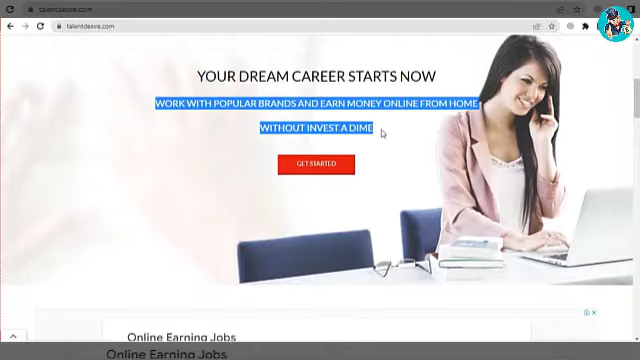 talentdesire.com
talentdesire.com
YOUR DREAM CAREER STARTS NOW
WORK WITH POPULAR BRANDS AND EARN MONEY ONLINE FROM HOME
WITHOUT INVEST A DIME
GET STARTED
Online Earning Jobs
Online Earning Jobs